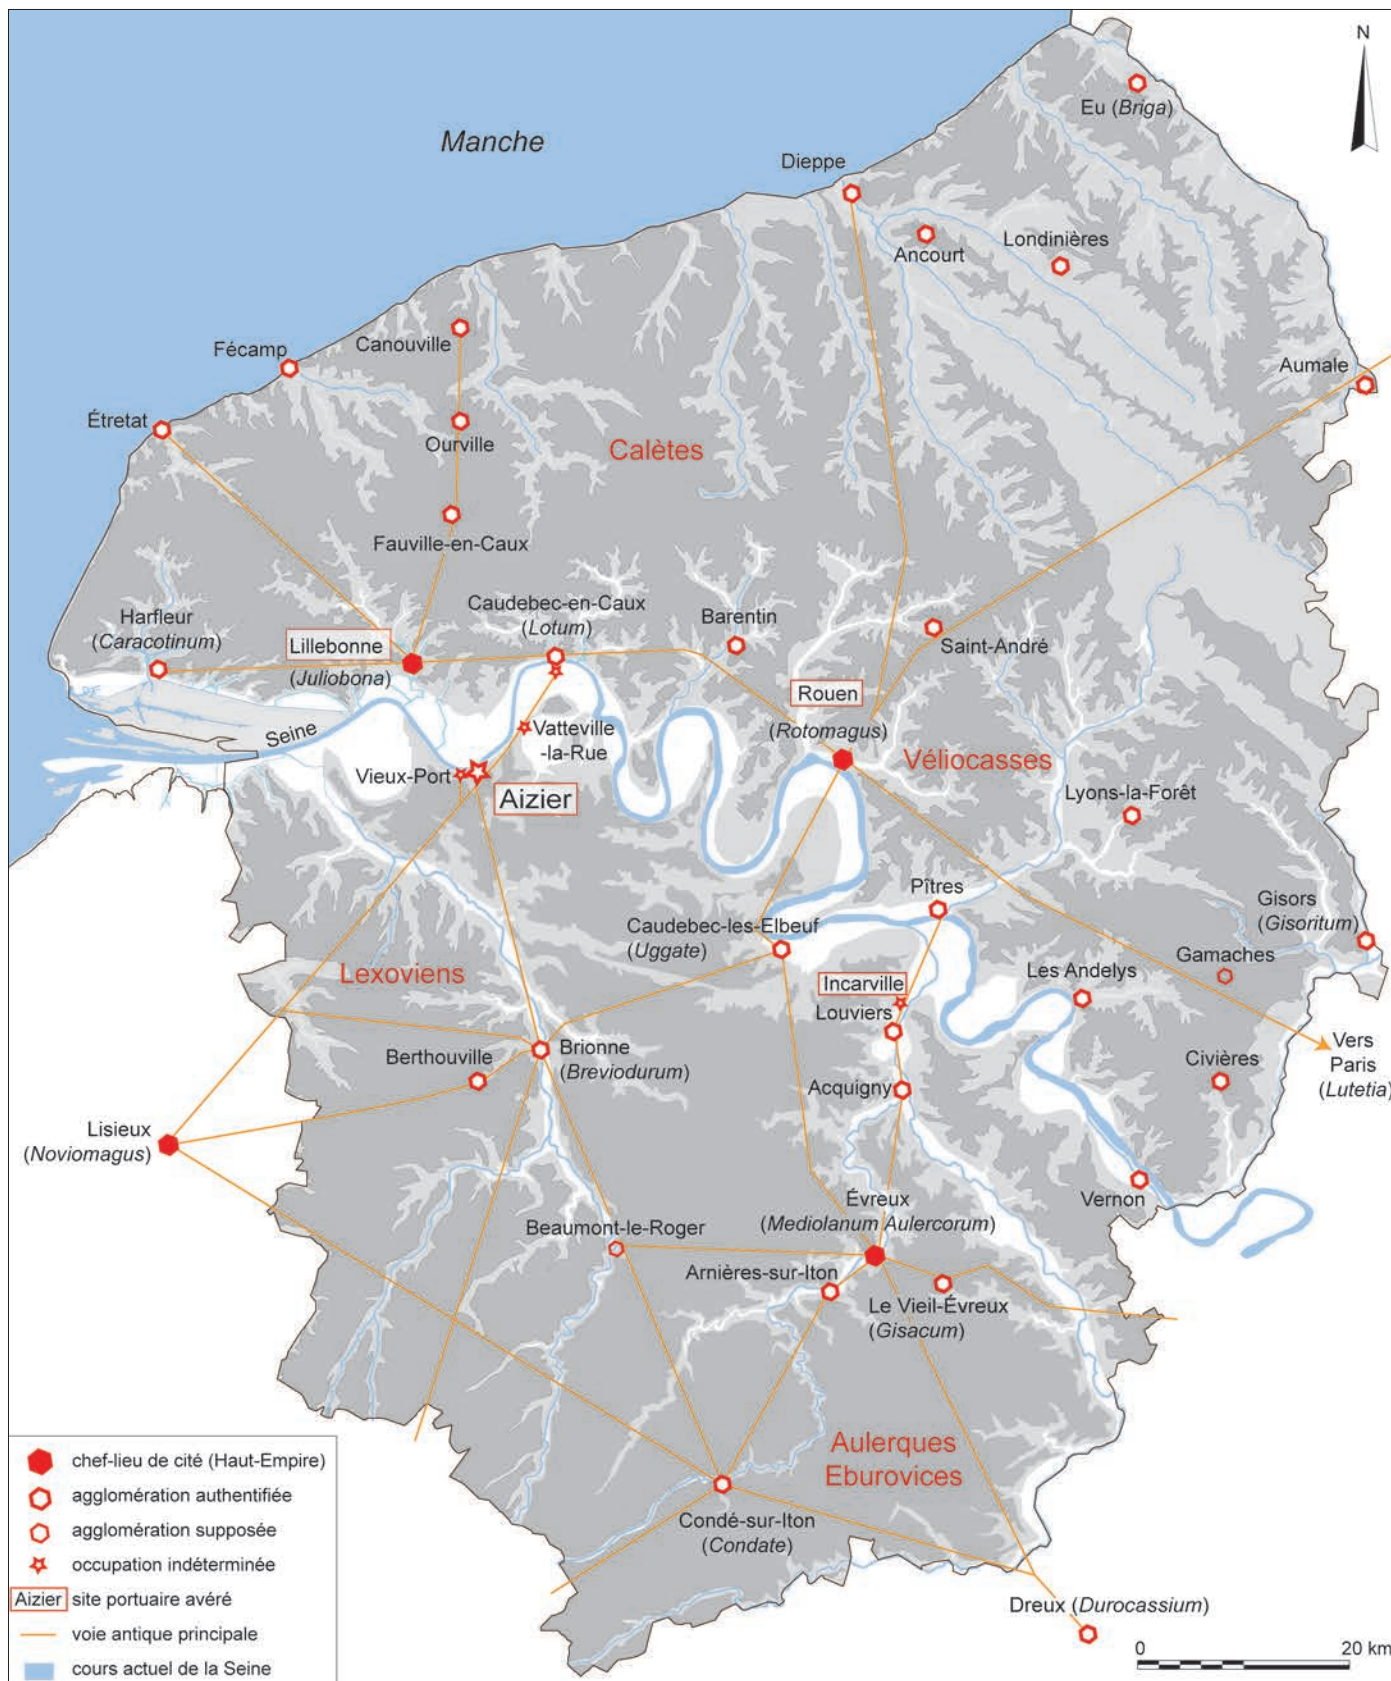 N
Eu (Briga)
Manche
Dieppe
Ancourt
Londinières
Canouville
Fécamp
Aumale
Étretat
Ourville
Calètes
Fauville-en-Caux
Harfleur
(Caracotinum)
Lillebonne
(Juliobona)
Caudebec-en-Caux
(Lotum)
Barentin
Saint-André
Rouen
(Rotomagus)
Seine
Vatteville
-la-Rue
Vieux-Port
Aizier
Véliocasses
Lyons-la-Forêt
Pîtres
Gisors
(Gisoritum)
Caudebec-les-Elbeuf
(Uggate)
Gamaches
Lexoviens
Incarville
Les Andelys
Louviers
Vers
Paris
(Lutetia)
Berthouville
Brionne
(Breviodurum)
Civières
Acquigny
Lisieux
(Noviomagus)
Vernon
Évreux
(Mediolanum Aulercorum)
Beaumont-le-Roger
Arnières-sur-Iton
Le Vieil-Évreux
(Gisacum)
Aulerques
Eburovices
Condé-sur-Iton
(Condate)
Dreux (Durocassium)
0 20 km
chef-lieu de cité (Haut-Empire)
agglomération authentifiée
agglomération supposée
occupation indéterminée
Aizier site portuaire avéré
voie antique principale
cours actuel de la Seine